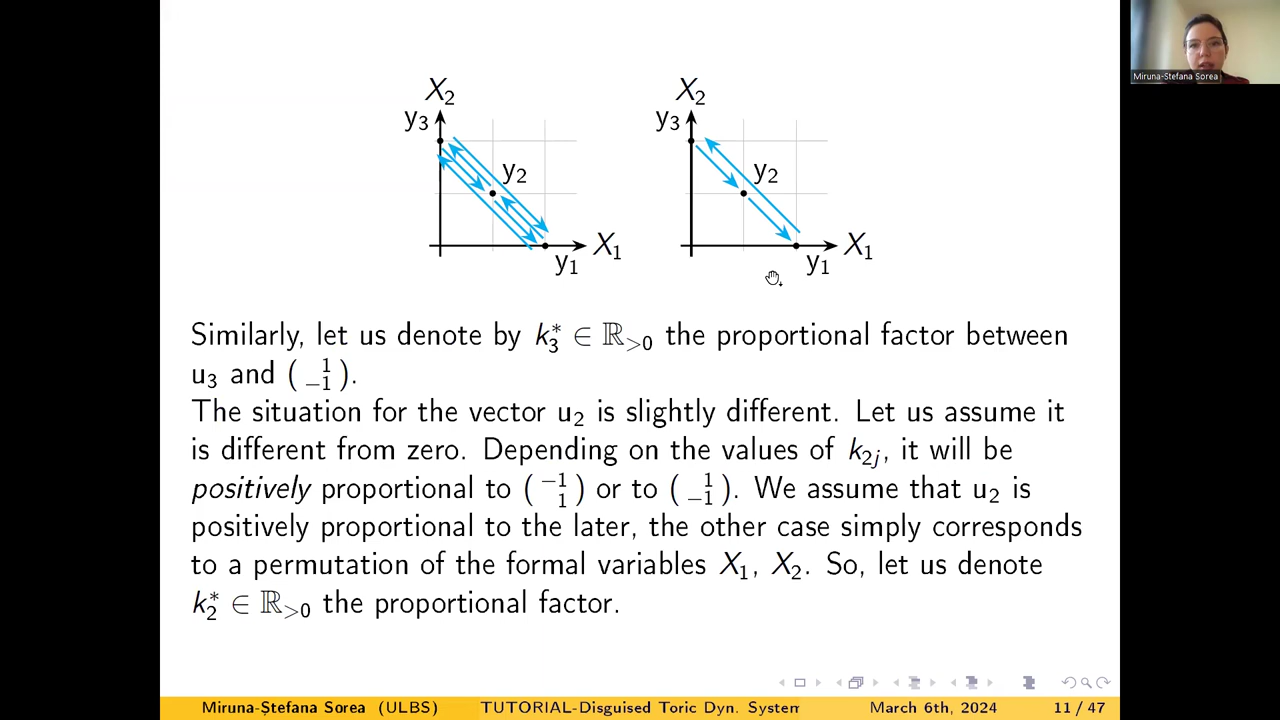 X₂ X₂
y₃ y₃
y₂ y₂
X₁ X₁
y₁ y₁
Similarly, let us denote by k₃* ∈ ℝ>0 the proportional factor between
u₃ and ( 1 −1 ).
The situation for the vector u₂ is slightly different. Let us assume it
is different from zero. Depending on the values of k₂ⱼ, it will be
positively proportional to ( −1 1 ) or to ( 1 −1 ). We assume that u₂ is
positively proportional to the later, the other case simply corresponds
to a permutation of the formal variables X₁, X₂. So, let us denote
k₂* ∈ ℝ>0 the proportional factor.
Miruna-Ștefana Sorea (ULBS) TUTORIAL-Disguised Toric Dyn. System March 6th, 2024 11 / 47
Miruna-Stefana Sorea